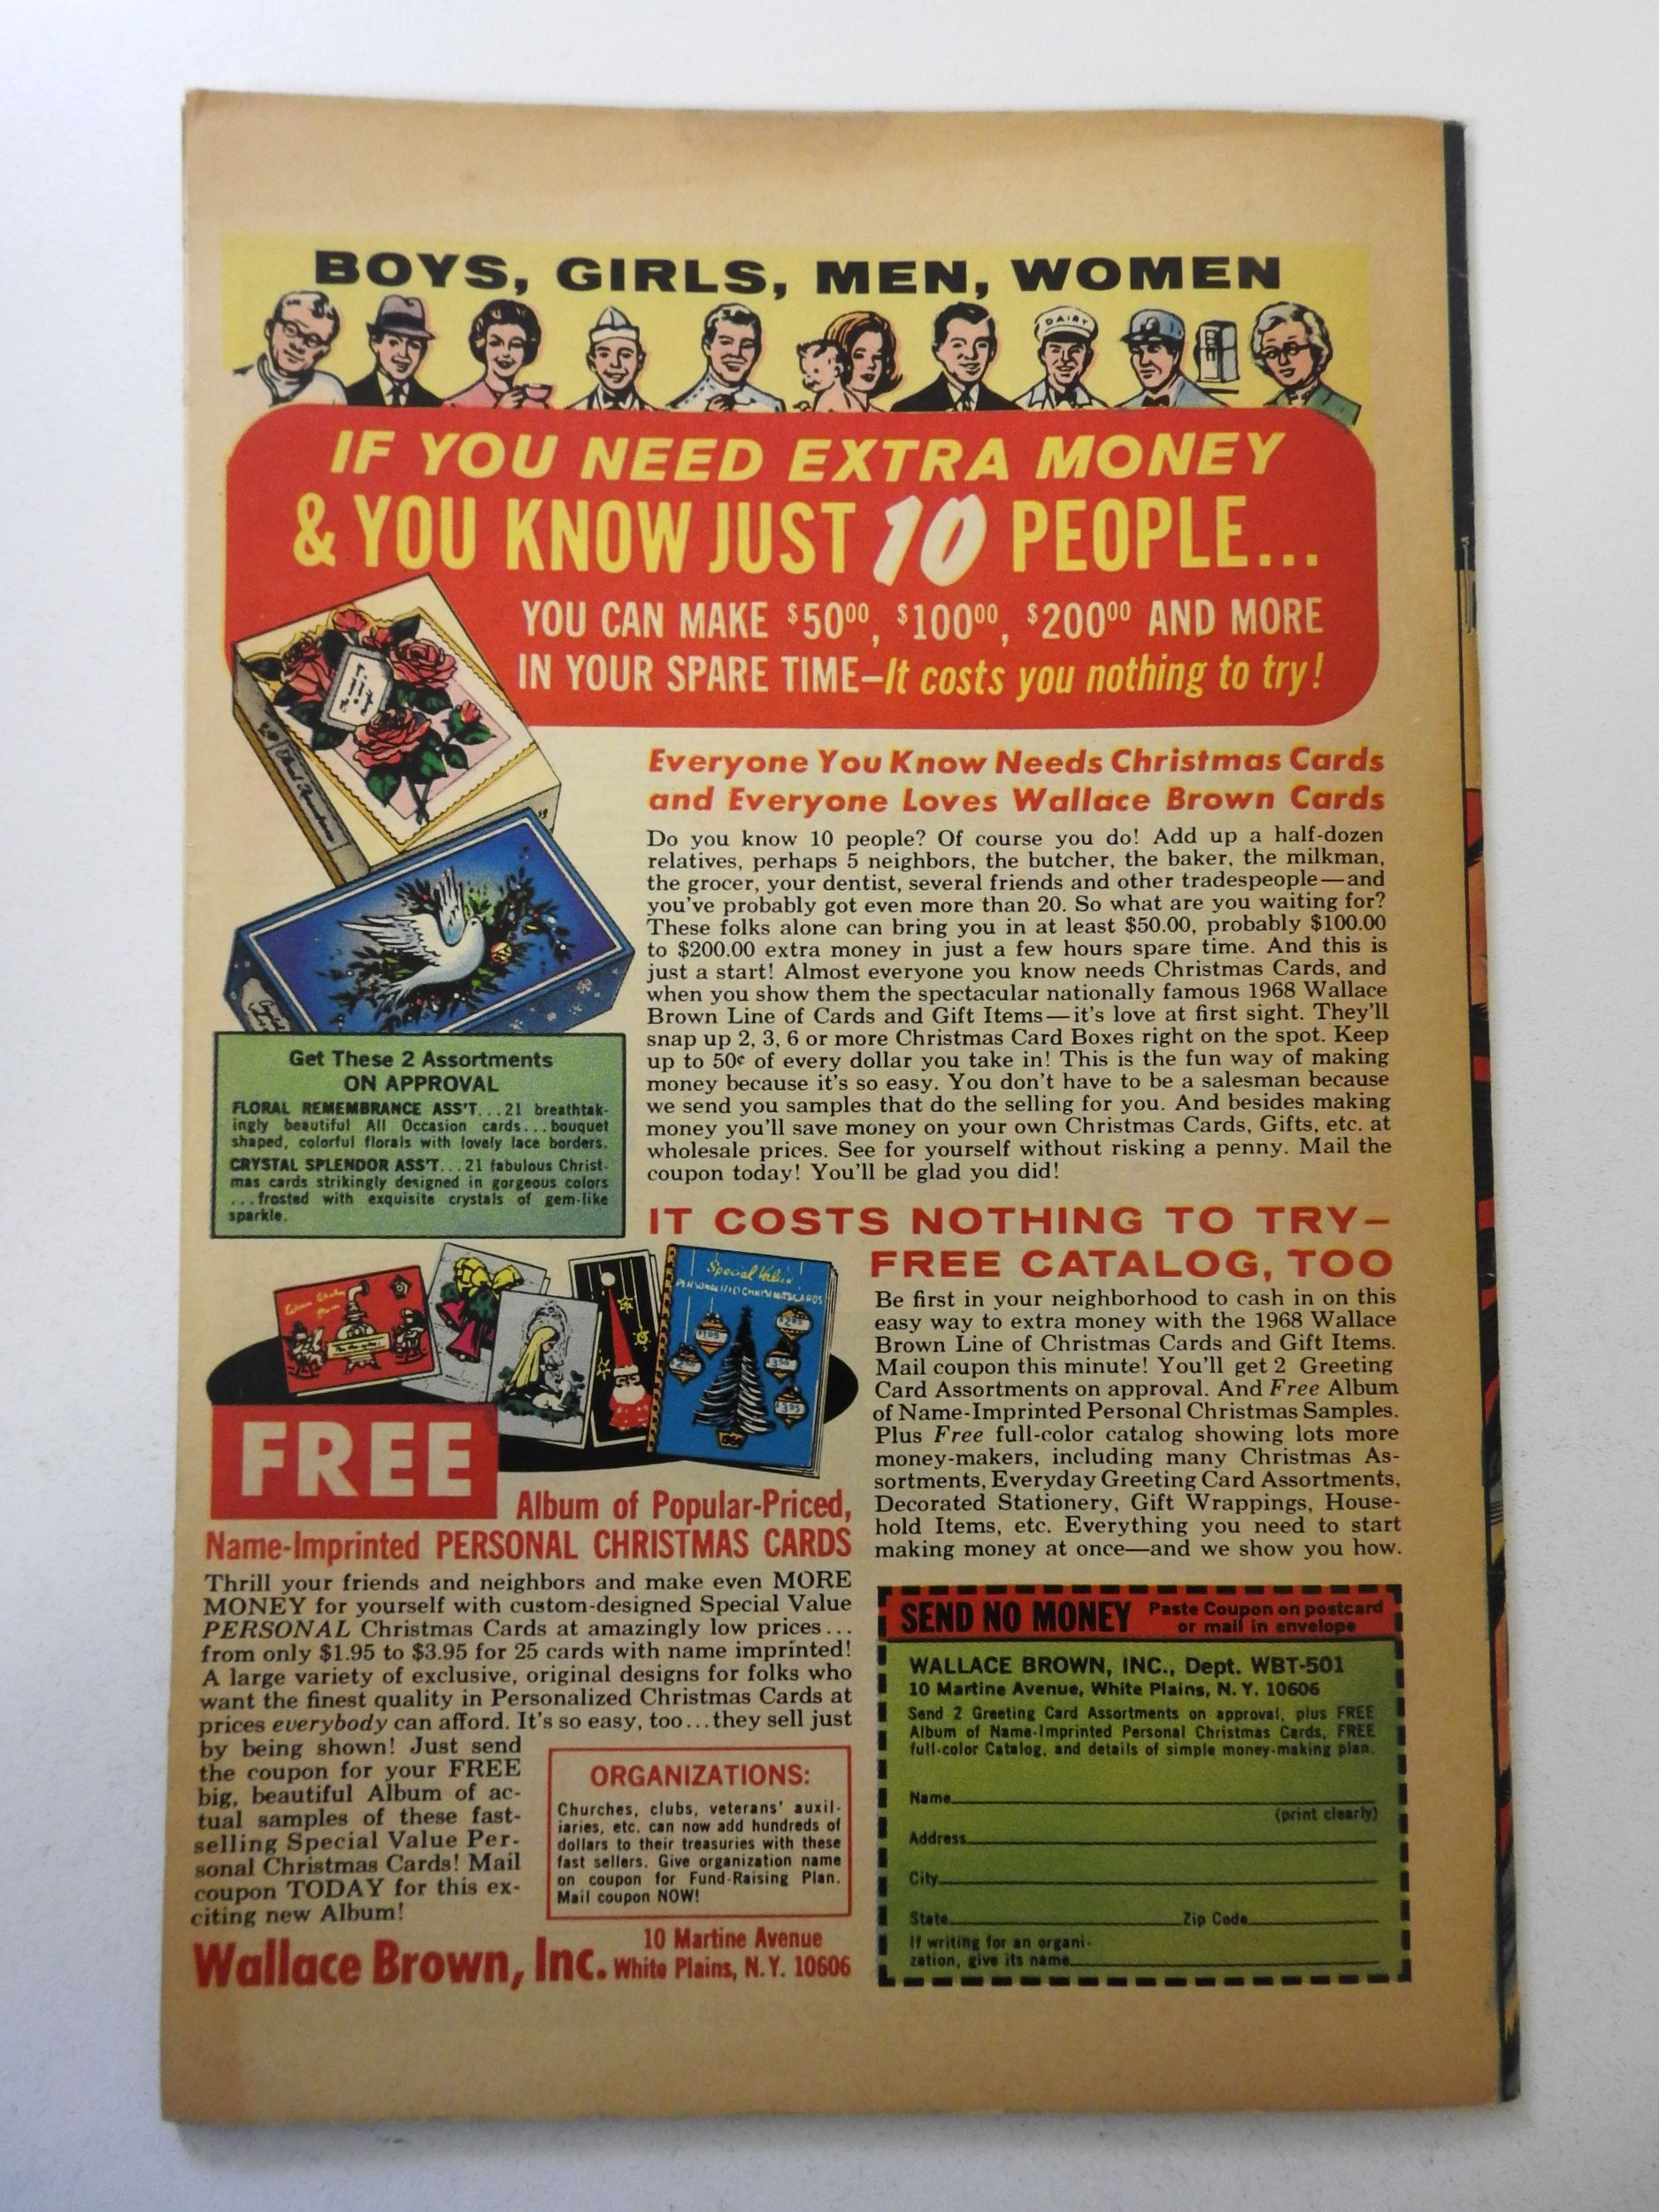 BOYS, GIRLS, MEN, WOMEN
DAIRY
IF YOU NEED EXTRA MONEY
& YOU KNOW JUST 10 PEOPLE...
YOU CAN MAKE $5000, $10000, $20000 AND MORE
IN YOUR SPARE TIME—It costs you nothing to try!
Everyone You Know Needs Christmas Cards
and Everyone Loves Wallace Brown Cards
Do you know 10 people? Of course you do! Add up a half-dozen
relatives, perhaps 5 neighbors, the butcher, the baker, the milkman,
the grocer, your dentist, several friends and other tradespeople—and
you've probably got even more than 20. So what are you waiting for?
These folks alone can bring you in at least $50.00, probably $100.00
to $200.00 extra money in just a few hours spare time. And this is
just a start! Almost everyone you know needs Christmas Cards, and
when you show them the spectacular nationally famous 1968 Wallace
Brown Line of Cards and Gift Items—it's love at first sight. They'll
snap up 2, 3, 6 or more Christmas Card Boxes right on the spot. Keep
up to 50¢ of every dollar you take in! This is the fun way of making
money because it's so easy. You don't have to be a salesman because
we send you samples that do the selling for you. And besides making
money you'll save money on your own Christmas Cards, Gifts, etc. at
wholesale prices. See for yourself without risking a penny. Mail the
coupon today! You'll be glad you did!
Get These 2 Assortments
ON APPROVAL
FLORAL REMEMBRANCE ASS'T...21 breathtak-
ingly beautiful All Occasion cards...bouquet
shaped, colorful florals with lovely lace borders.
CRYSTAL SPLENDOR ASS'T...21 fabulous Christ-
mas cards strikingly designed in gorgeous colors
...frosted with exquisite crystals of gem-like
sparkle.
IT COSTS NOTHING TO TRY—
FREE CATALOG, TOO
Be first in your neighborhood to cash in on this
easy way to extra money with the 1968 Wallace
Brown Line of Christmas Cards and Gift Items.
Mail coupon this minute! You'll get 2 Greeting
Card Assortments on approval. And Free Album
of Name-Imprinted Personal Christmas Samples.
Plus Free full-color catalog showing lots more
money-makers, including many Christmas As-
sortments, Everyday Greeting Card Assortments,
Decorated Stationery, Gift Wrappings, House-
hold Items, etc. Everything you need to start
making money at once—and we show you how.
Special Value
PERSONALIZED CHRISTMAS CARDS
$1.95
$2.95
$3.95
FREE
Album of Popular-Priced,
Name-Imprinted PERSONAL CHRISTMAS CARDS
Thrill your friends and neighbors and make even MORE
MONEY for yourself with custom-designed Special Value
PERSONAL Christmas Cards at amazingly low prices...
from only $1.95 to $3.95 for 25 cards with name imprinted!
A large variety of exclusive, original designs for folks who
want the finest quality in Personalized Christmas Cards at
prices everybody can afford. It's so easy, too...they sell just
by being shown! Just send
the coupon for your FREE
big, beautiful Album of ac-
tual samples of these fast-
selling Special Value Per-
sonal Christmas Cards! Mail
coupon TODAY for this ex-
citing new Album!
ORGANIZATIONS:
Churches, clubs, veterans' auxil-
iaries, etc. can now add hundreds of
dollars to their treasuries with these
fast sellers. Give organization name
on coupon for Fund-Raising Plan.
Mail coupon NOW!
Wallace Brown, Inc. 10 Martine Avenue
White Plains, N.Y. 10606
SEND NO MONEY Paste Coupon on postcard
or mail in envelope
WALLACE BROWN, INC., Dept. WBT-501
10 Martine Avenue, White Plains, N. Y. 10606
Send 2 Greeting Card Assortments on approval, plus FREE
Album of Name-Imprinted Personal Christmas Cards, FREE
full-color Catalog, and details of simple money-making plan.
Name
(print clearly)
Address
City
State Zip Code
If writing for an organi-
zation, give its name